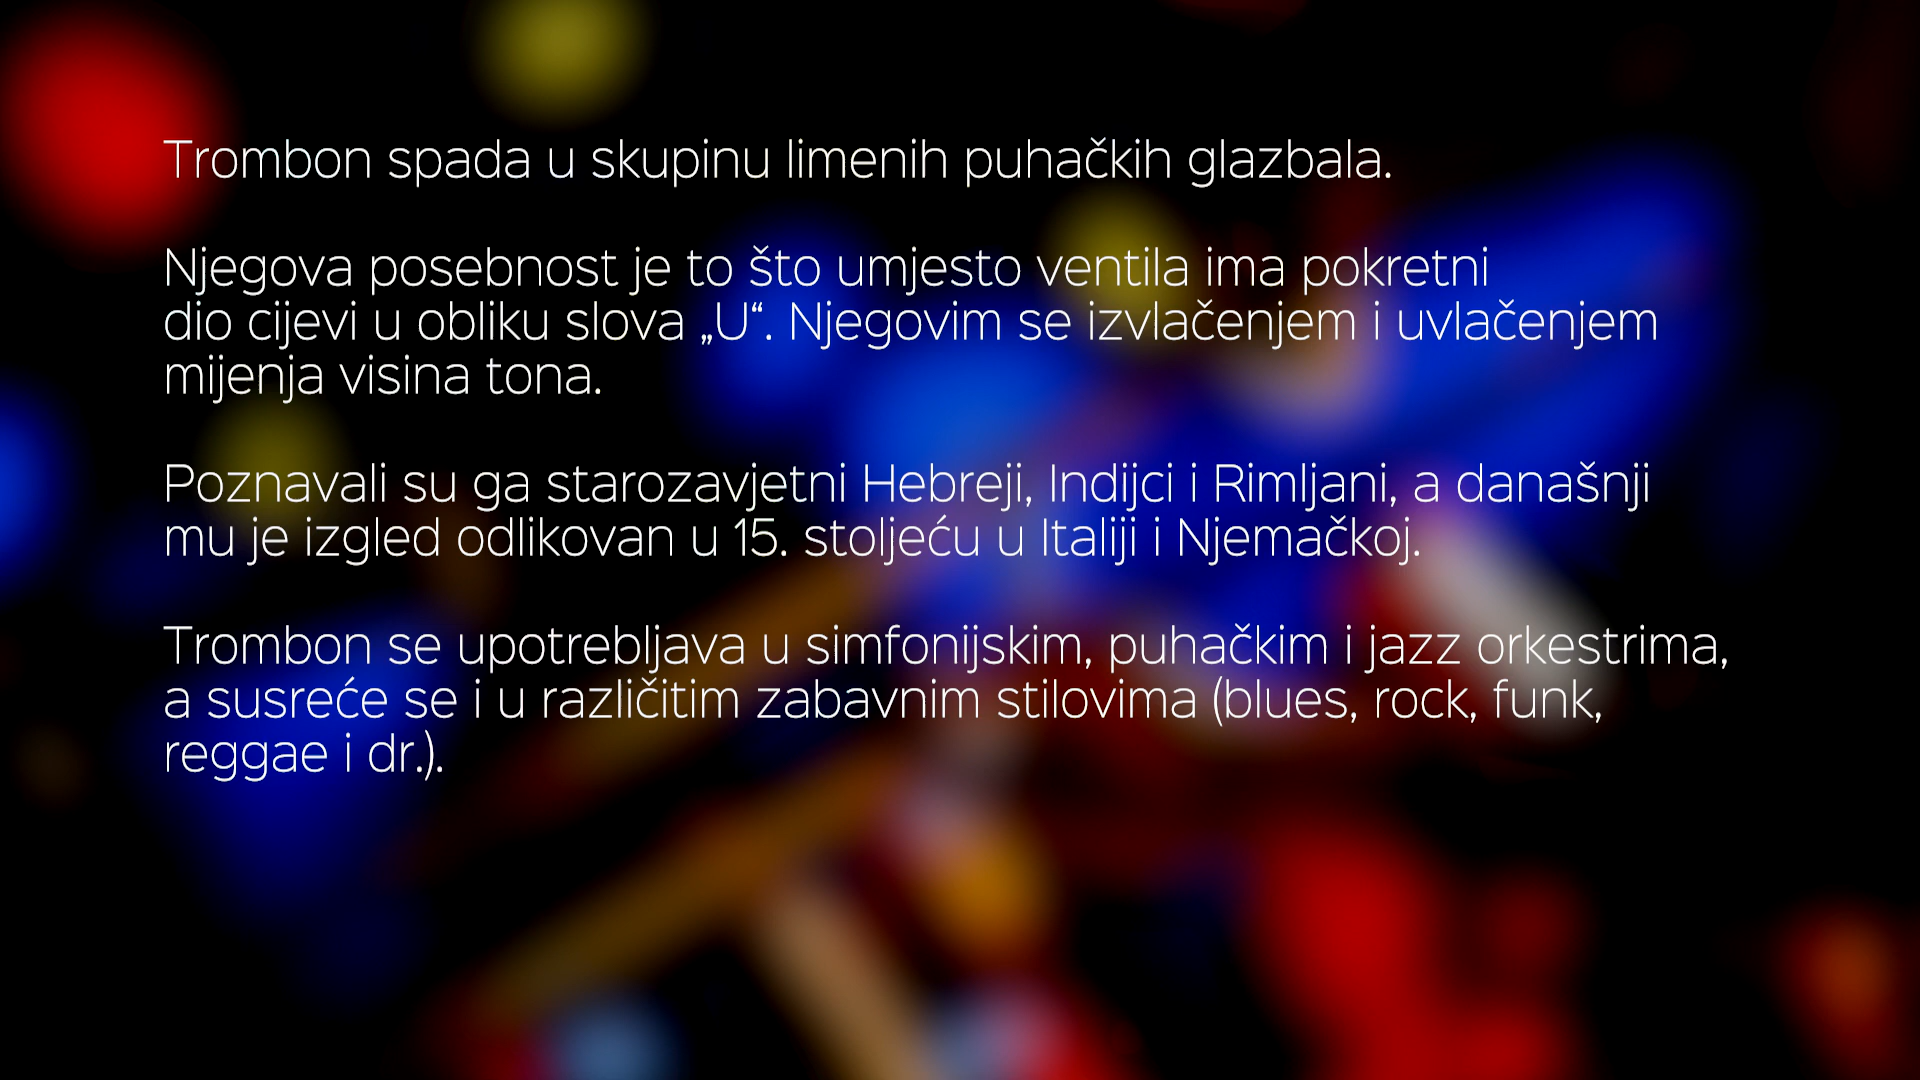 Trombon spada u skupinu limenih puhačkih glazbala.
Njegova posebnost je to što umjesto ventila ima pokretni
dio cijevi u obliku slova „U“. Njegovim se izvlačenjem i uvlačenjem
mijenja visina tona.
Poznavali su ga starozavjetni Hebreji, Indijci i Rimljani, a današnji
mu je izgled odlikovan u 15. stoljeću u Italiji i Njemačkoj.
Trombon se upotrebljava u simfonijskim, puhačkim i jazz orkestrima,
a susreće se i u različitim zabavnim stilovima (blues, rock, funk,
reggae i dr.).